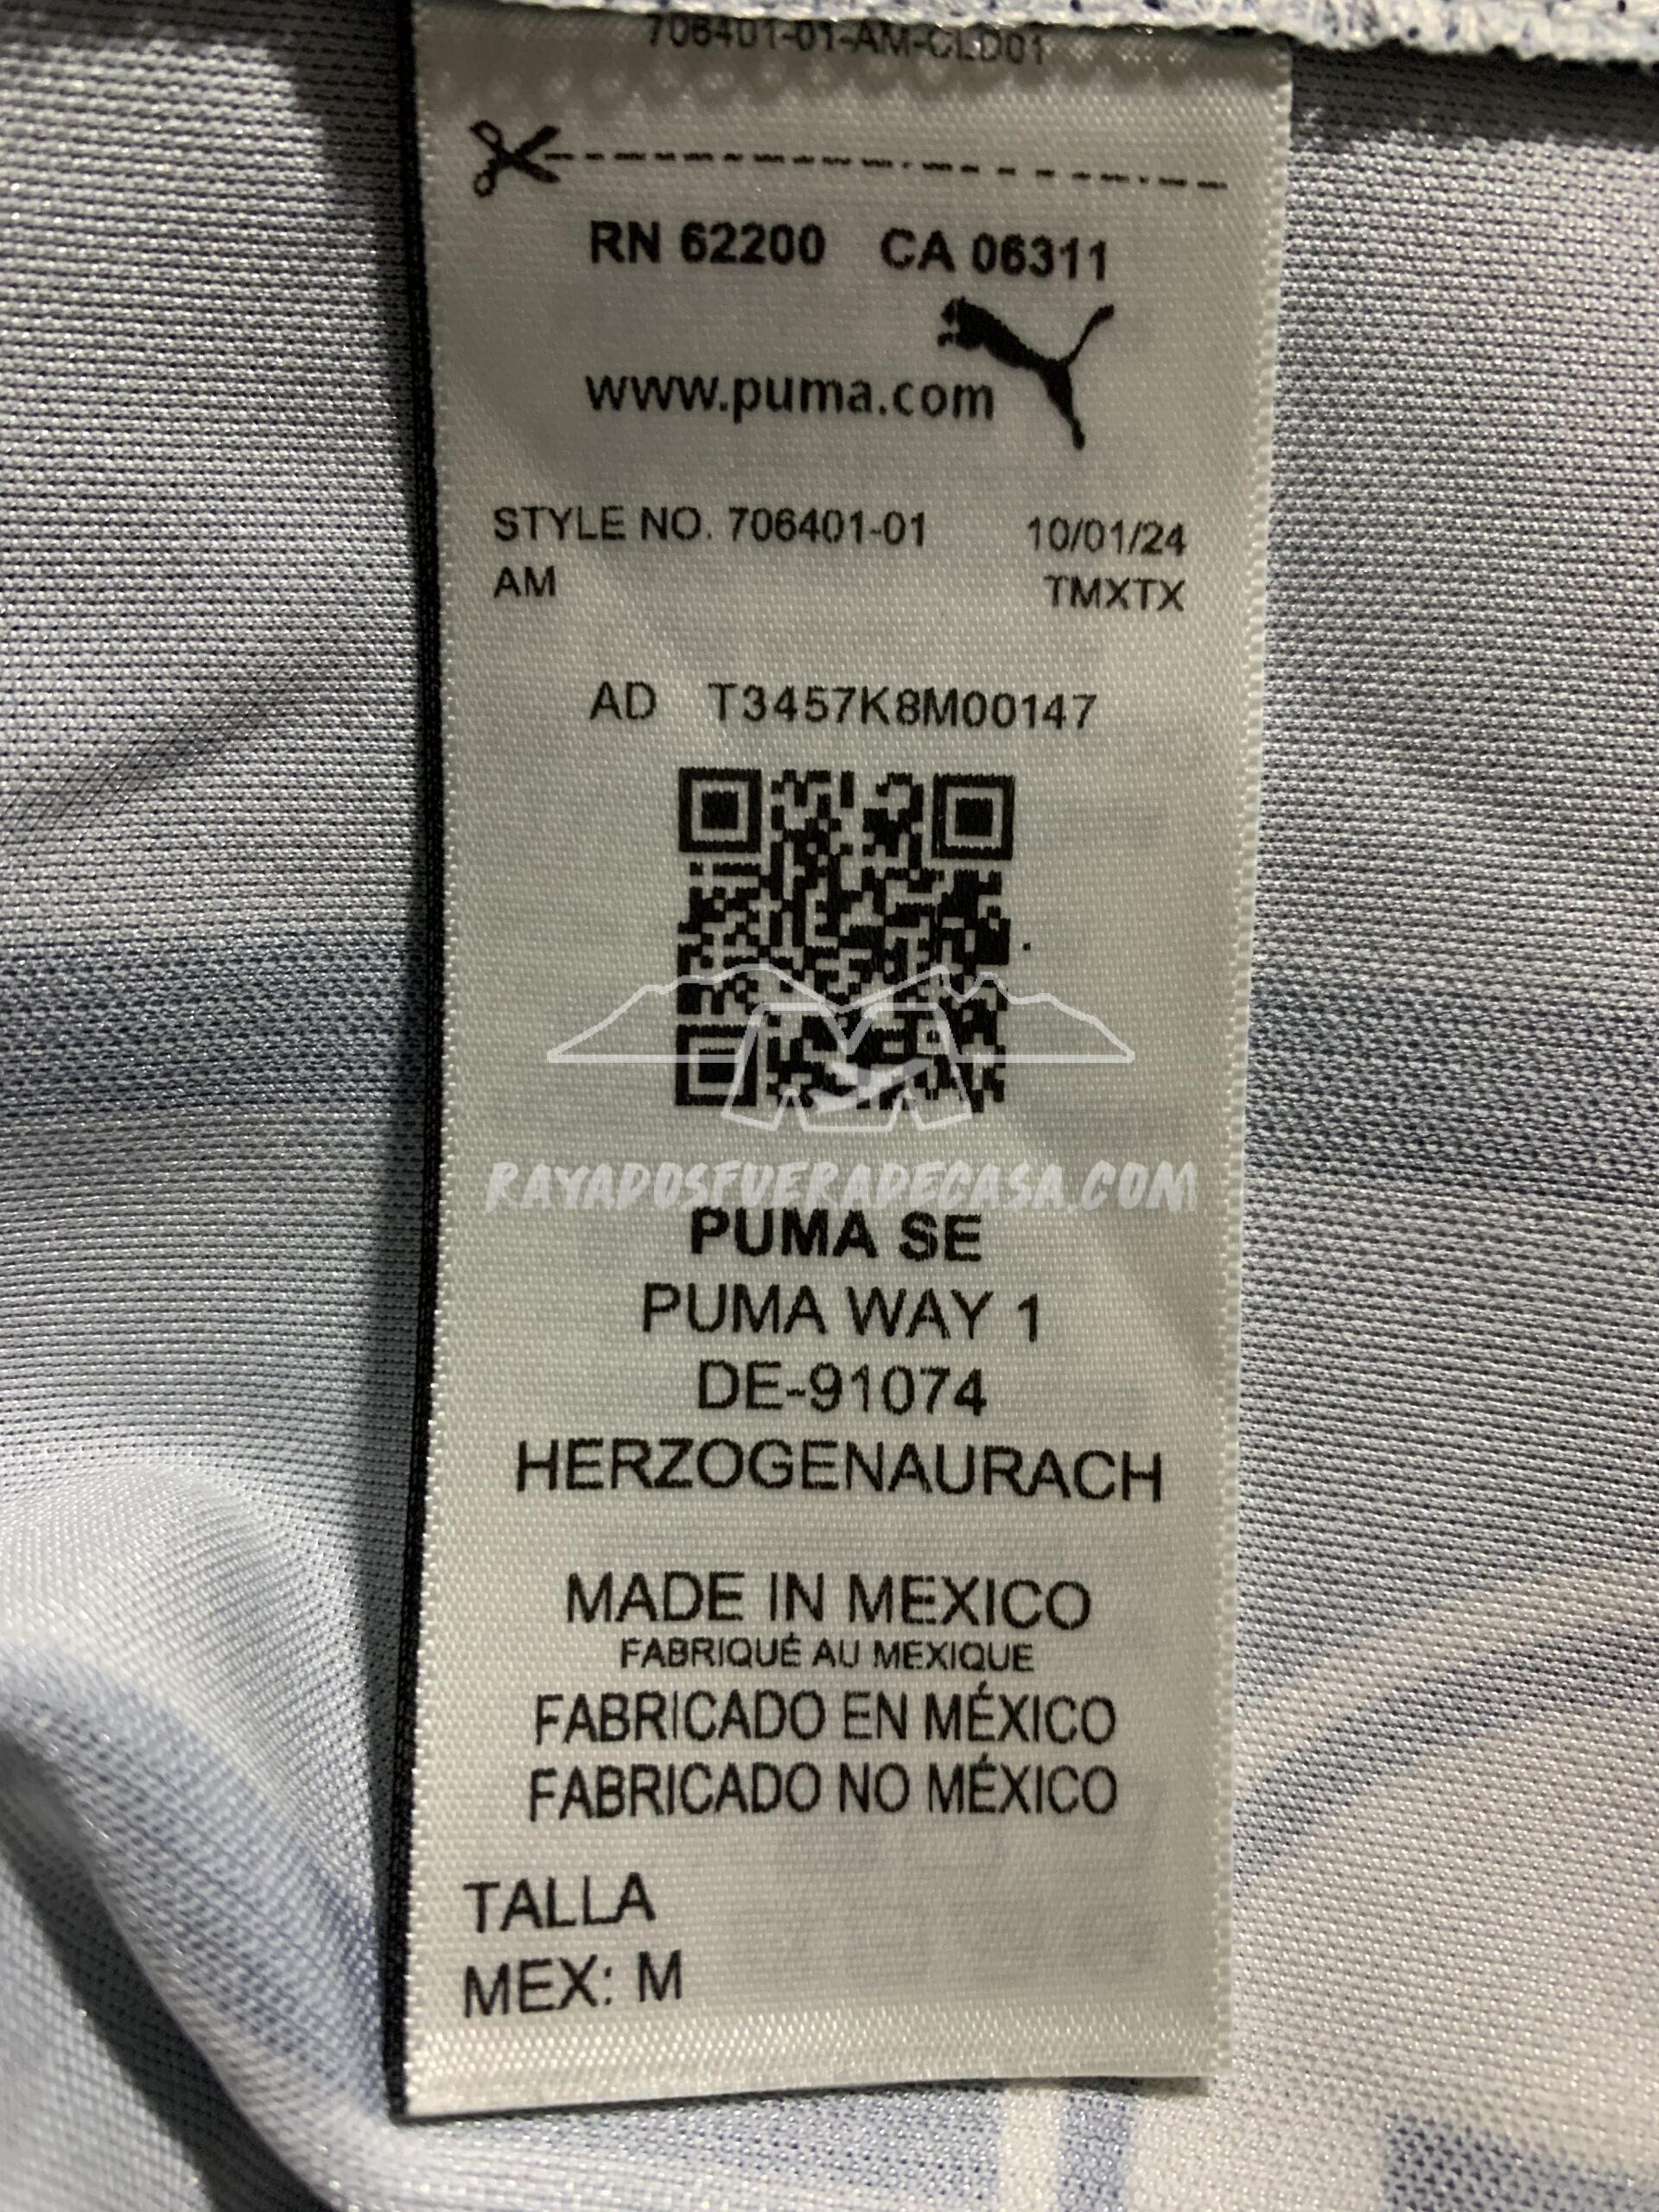 706401-01-AM-CLD01
RN 62200 CA 06311
www.puma.com
STYLE NO. 706401-01 10/01/24
AM TMXTX
AD T3457K8M00147
RAYADOSFUERADECASA.COM
PUMA SE
PUMA WAY 1
DE-91074
HERZOGENAURACH
MADE IN MEXICO
FABRIQUÉ AU MEXIQUE
FABRICADO EN MÉXICO
FABRICADO NO MÉXICO
TALLA
MEX: M